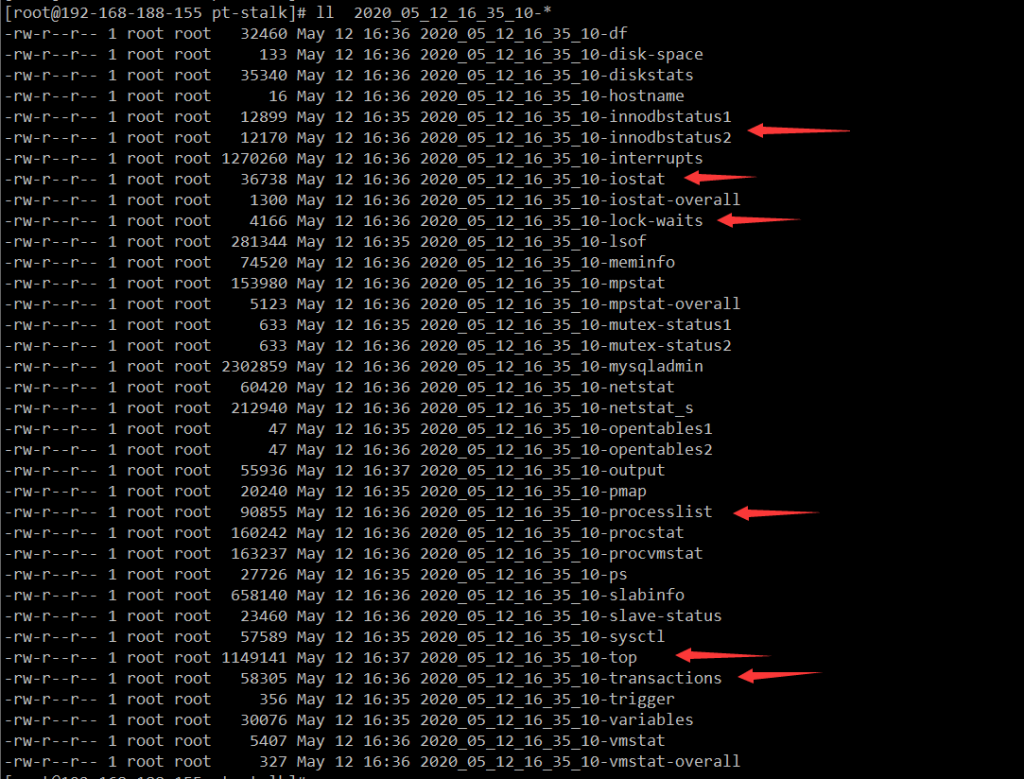 [root@192-168-188-155 pt-stalk]# ll  2020_05_12_16_35_10-*
-rw-r--r-- 1 root root   32460 May 12 16:36 2020_05_12_16_35_10-df
-rw-r--r-- 1 root root     133 May 12 16:36 2020_05_12_16_35_10-disk-space
-rw-r--r-- 1 root root   35340 May 12 16:36 2020_05_12_16_35_10-diskstats
-rw-r--r-- 1 root root      16 May 12 16:36 2020_05_12_16_35_10-hostname
-rw-r--r-- 1 root root   12899 May 12 16:35 2020_05_12_16_35_10-innodbstatus1
-rw-r--r-- 1 root root   12170 May 12 16:36 2020_05_12_16_35_10-innodbstatus2
-rw-r--r-- 1 root root 1270260 May 12 16:36 2020_05_12_16_35_10-interrupts
-rw-r--r-- 1 root root   36738 May 12 16:36 2020_05_12_16_35_10-iostat
-rw-r--r-- 1 root root    1300 May 12 16:36 2020_05_12_16_35_10-iostat-overall
-rw-r--r-- 1 root root    4166 May 12 16:36 2020_05_12_16_35_10-lock-waits
-rw-r--r-- 1 root root  281344 May 12 16:35 2020_05_12_16_35_10-lsof
-rw-r--r-- 1 root root   74520 May 12 16:36 2020_05_12_16_35_10-meminfo
-rw-r--r-- 1 root root  153980 May 12 16:36 2020_05_12_16_35_10-mpstat
-rw-r--r-- 1 root root    5123 May 12 16:36 2020_05_12_16_35_10-mpstat-overall
-rw-r--r-- 1 root root     633 May 12 16:35 2020_05_12_16_35_10-mutex-status1
-rw-r--r-- 1 root root     633 May 12 16:36 2020_05_12_16_35_10-mutex-status2
-rw-r--r-- 1 root root 2302859 May 12 16:36 2020_05_12_16_35_10-mysqladmin
-rw-r--r-- 1 root root   60420 May 12 16:36 2020_05_12_16_35_10-netstat
-rw-r--r-- 1 root root  212940 May 12 16:36 2020_05_12_16_35_10-netstat_s
-rw-r--r-- 1 root root      47 May 12 16:35 2020_05_12_16_35_10-opentables1
-rw-r--r-- 1 root root      47 May 12 16:36 2020_05_12_16_35_10-opentables2
-rw-r--r-- 1 root root   55936 May 12 16:37 2020_05_12_16_35_10-output
-rw-r--r-- 1 root root   20240 May 12 16:35 2020_05_12_16_35_10-pmap
-rw-r--r-- 1 root root   90855 May 12 16:36 2020_05_12_16_35_10-processlist
-rw-r--r-- 1 root root  160242 May 12 16:36 2020_05_12_16_35_10-procstat
-rw-r--r-- 1 root root  163237 May 12 16:36 2020_05_12_16_35_10-procvmstat
-rw-r--r-- 1 root root   27726 May 12 16:35 2020_05_12_16_35_10-ps
-rw-r--r-- 1 root root  658140 May 12 16:36 2020_05_12_16_35_10-slabinfo
-rw-r--r-- 1 root root   23460 May 12 16:36 2020_05_12_16_35_10-slave-status
-rw-r--r-- 1 root root   57589 May 12 16:35 2020_05_12_16_35_10-sysctl
-rw-r--r-- 1 root root 1149141 May 12 16:37 2020_05_12_16_35_10-top
-rw-r--r-- 1 root root   58305 May 12 16:36 2020_05_12_16_35_10-transactions
-rw-r--r-- 1 root root     356 May 12 16:35 2020_05_12_16_35_10-trigger
-rw-r--r-- 1 root root   30076 May 12 16:35 2020_05_12_16_35_10-variables
-rw-r--r-- 1 root root    5407 May 12 16:36 2020_05_12_16_35_10-vmstat
-rw-r--r-- 1 root root     327 May 12 16:36 2020_05_12_16_35_10-vmstat-overall